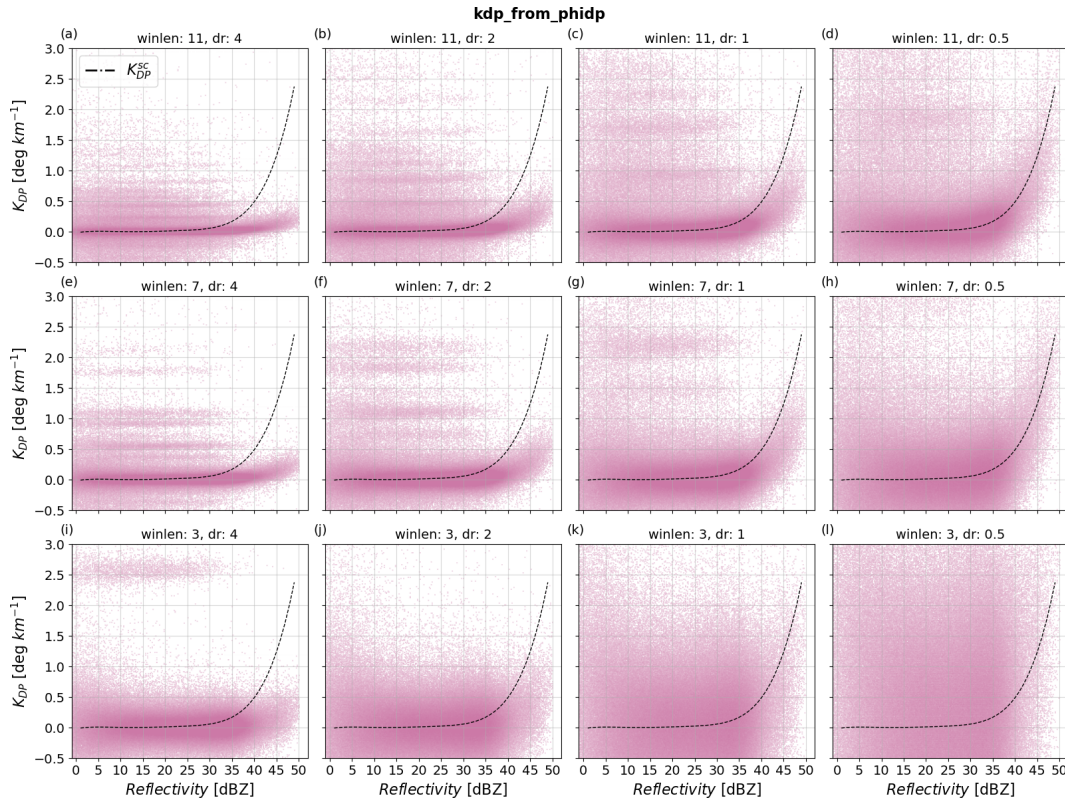 kdp_from_phidp
(a) winlen: 11, dr: 4 (b) winlen: 11, dr: 2 (c) winlen: 11, dr: 1 (d) winlen: 11, dr: 0.5
K_{DP}^{sc}
K_{DP} [deg km^{-1}]
3.0
2.5
2.0
1.5
1.0
0.5
0.0
−0.5
(e) winlen: 7, dr: 4 (f) winlen: 7, dr: 2 (g) winlen: 7, dr: 1 (h) winlen: 7, dr: 0.5
K_{DP} [deg km^{-1}]
3.0
2.5
2.0
1.5
1.0
0.5
0.0
−0.5
(i) winlen: 3, dr: 4 (j) winlen: 3, dr: 2 (k) winlen: 3, dr: 1 (l) winlen: 3, dr: 0.5
K_{DP} [deg km^{-1}]
3.0
2.5
2.0
1.5
1.0
0.5
0.0
−0.5
0 5 10 15 20 25 30 35 40 45 50 0 5 10 15 20 25 30 35 40 45 50 0 5 10 15 20 25 30 35 40 45 50 0 5 10 15 20 25 30 35 40 45 50
Reflectivity [dBZ] Reflectivity [dBZ] Reflectivity [dBZ] Reflectivity [dBZ]